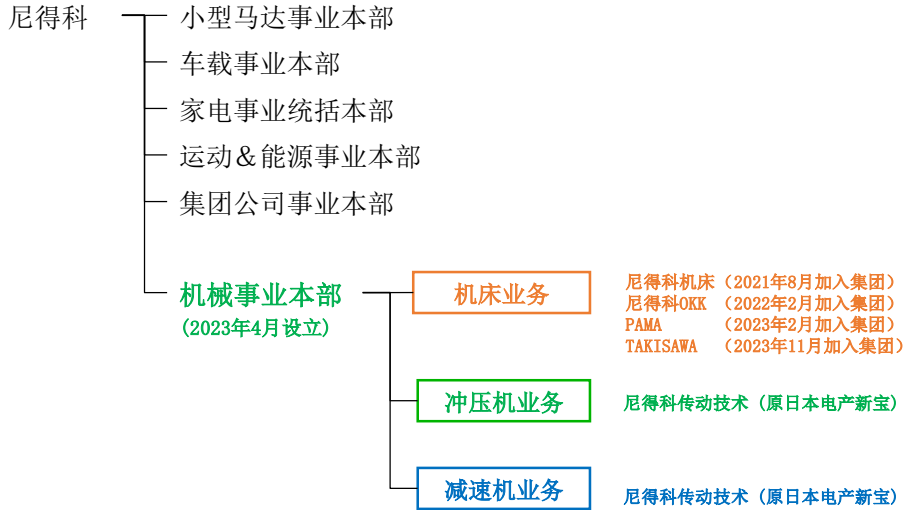 尼得科
小型马达事业本部
车载事业本部
家电事业统括本部
运动＆能源事业本部
集团公司事业本部
机械事业本部
(2023年4月设立)
机床业务
尼得科机床（2021年8月加入集团）
尼得科OKK （2022年2月加入集团）
PAMA （2023年2月加入集团）
TAKISAWA （2023年11月加入集团）
冲压机业务
尼得科传动技术 (原日本电产新宝)
减速机业务
尼得科传动技术 (原日本电产新宝)